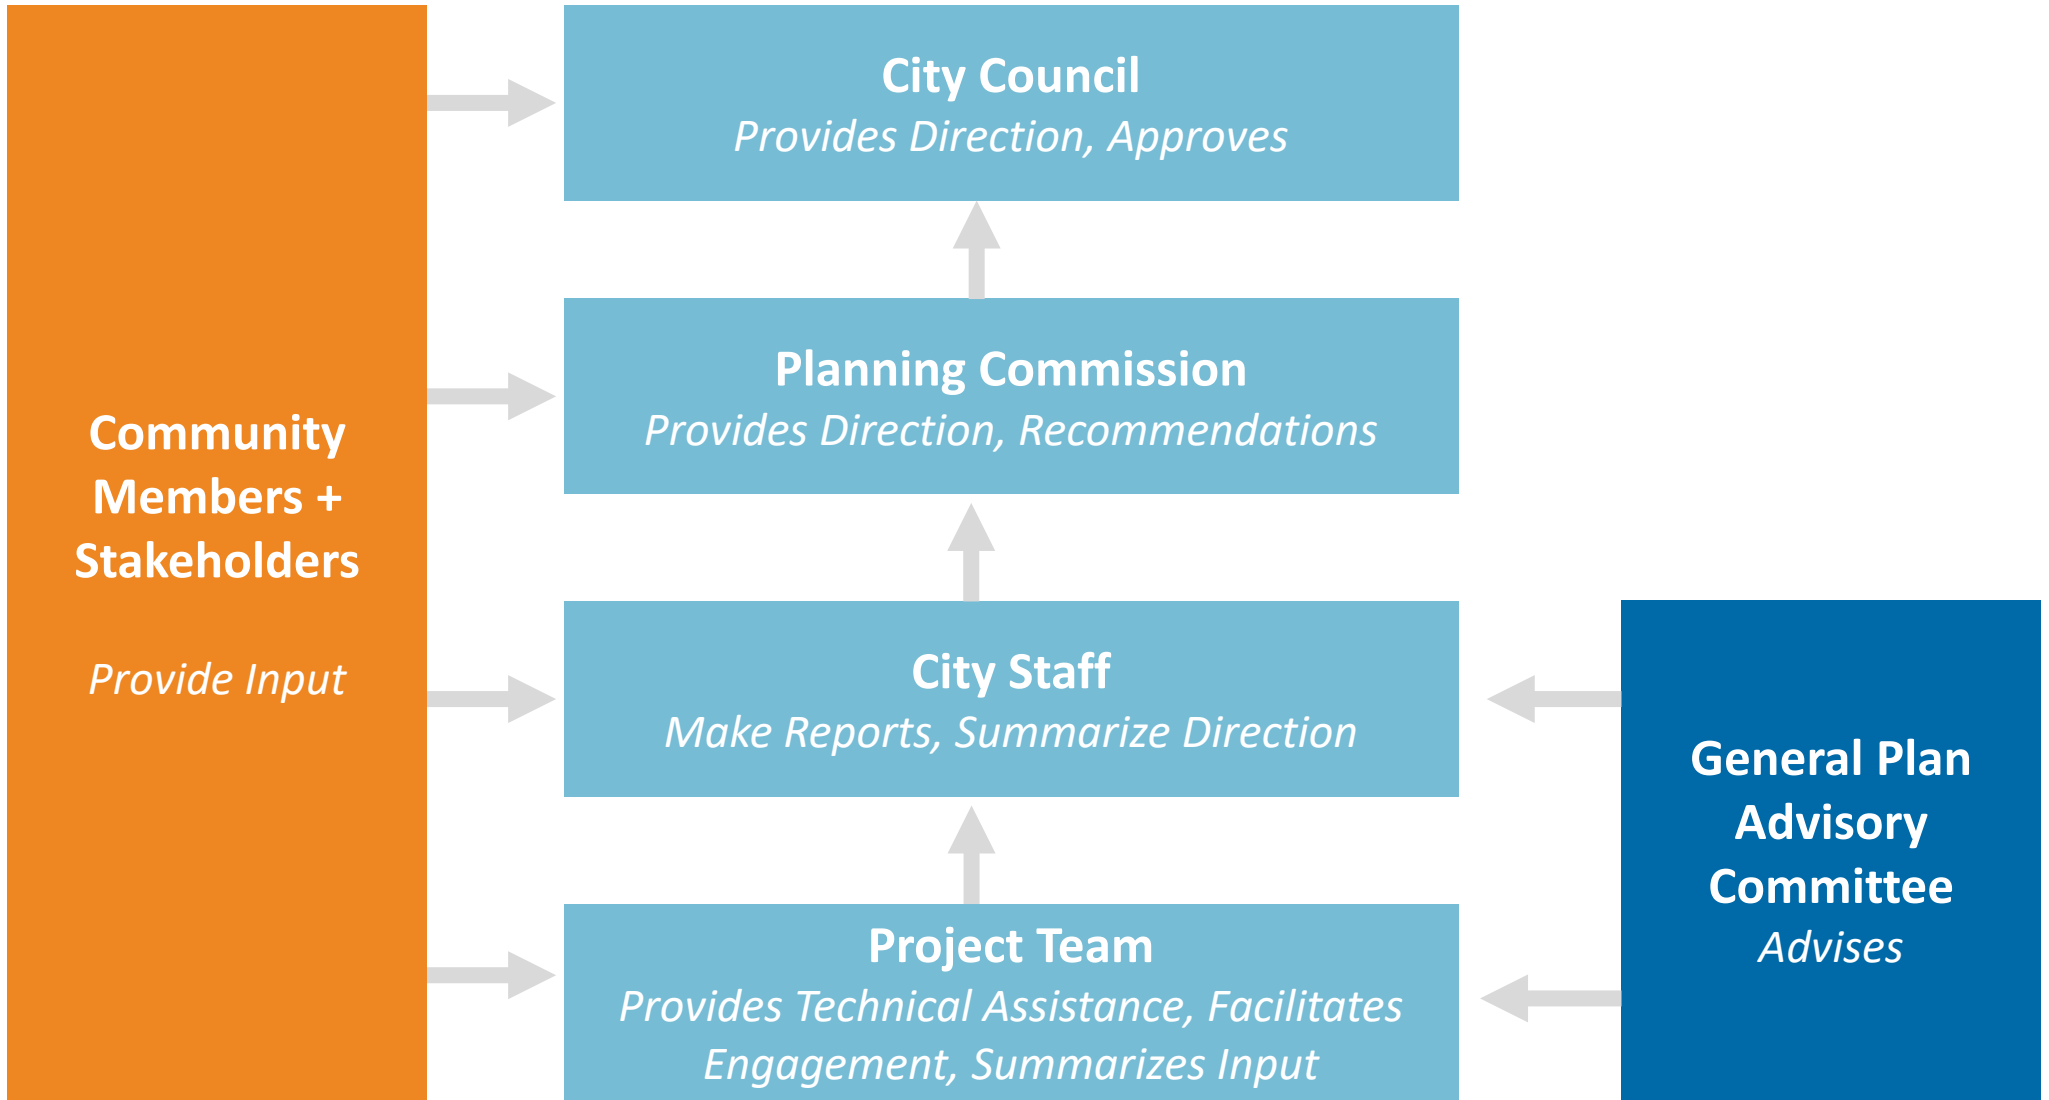 Community
Members +
Stakeholders
Provide Input
City Council
Provides Direction, Approves
Planning Commission
Provides Direction, Recommendations
City Staff
Make Reports, Summarize Direction
Project Team
Provides Technical Assistance, Facilitates
Engagement, Summarizes Input
General Plan
Advisory
Committee
Advises